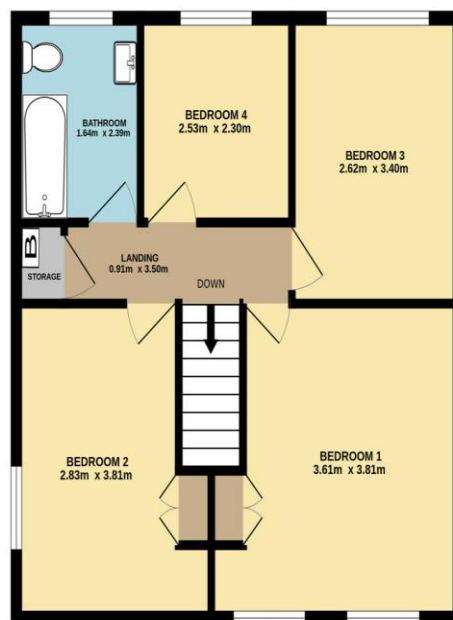 BATHROOM
1.64m x 2.39m
BEDROOM 4
2.53m x 2.30m
BEDROOM 3
2.62m x 3.40m
B
STORAGE
LANDING
0.91m x 3.50m
DOWN
BEDROOM 2
2.83m x 3.81m
BEDROOM 1
3.61m x 3.81m